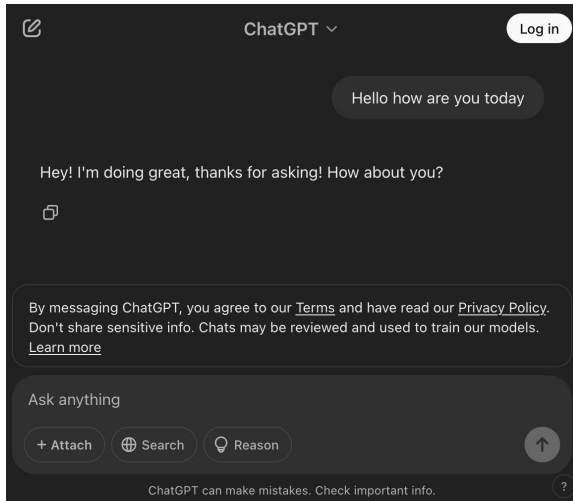 ChatGPT
Log in
Hello how are you today
Hey! I'm doing great, thanks for asking! How about you?
By messaging ChatGPT, you agree to our Terms and have read our Privacy Policy.
Don't share sensitive info. Chats may be reviewed and used to train our models.
Learn more
Ask anything
+ Attach Search Reason
ChatGPT can make mistakes. Check important info.
?